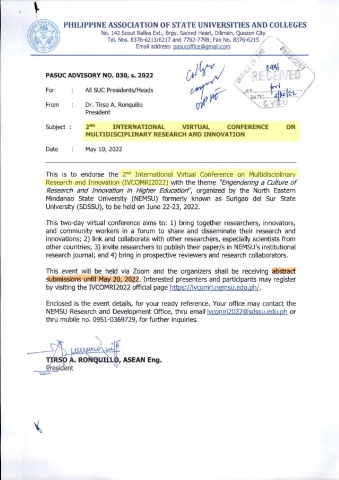 PHILIPPINE ASSOCIATION OF STATE UNIVERSITIES AND COLLEGES
No. 142 Scout Rallos Ext., Brgy. Sacred Heart, Diliman, Quezon City
Tel. Nos. 8376-6213/6217 and 7792-7798; Fax No. 8376-6215
Email address: pasucoffice@gmail.com
OFFICE OF THE PRESIDENT
RECEIVED
BY:
DATE:
CVSU
PASUC ADVISORY NO. 030, s. 2022
For : All SUC Presidents/Heads
From : Dr. Tirso A. Ronquillo
President
Subject : 2ND INTERNATIONAL VIRTUAL CONFERENCE ON
MULTIDISCIPLINARY RESEARCH AND INNOVATION
Date : May 10, 2022
This is to endorse the 2nd International Virtual Conference on Multidisciplinary
Research and Innovation (IVCOMRI2022) with the theme "Engendering a Culture of
Research and Innovation in Higher Education", organized by the North Eastern
Mindanao State University (NEMSU) formerly known as Surigao del Sur State
University (SDSSU), to be held on June 22-23, 2022.
This two-day virtual conference aims to: 1) bring together researchers, innovators,
and community workers in a forum to share and disseminate their research and
innovations; 2) link and collaborate with other researchers, especially scientists from
other countries; 3) invite researchers to publish their paper/s in NEMSU's institutional
research journal; and 4) bring in prospective reviewers and research collaborators.
This event will be held via Zoom and the organizers shall be receiving abstract
submissions until May 20, 2022. Interested presenters and participants may register
by visiting the IVCOMRI2022 official page https://ivcomri.nemsu.edu.ph/.
Enclosed is the event details, for your ready reference. Your office may contact the
NEMSU Research and Development Office, thru email ivcomri2022@sdssu.edu.ph or
thru mobile no. 0951-0369729, for further inquiries.
TIRSO A. RONQUILLO, ASEAN Eng.
President